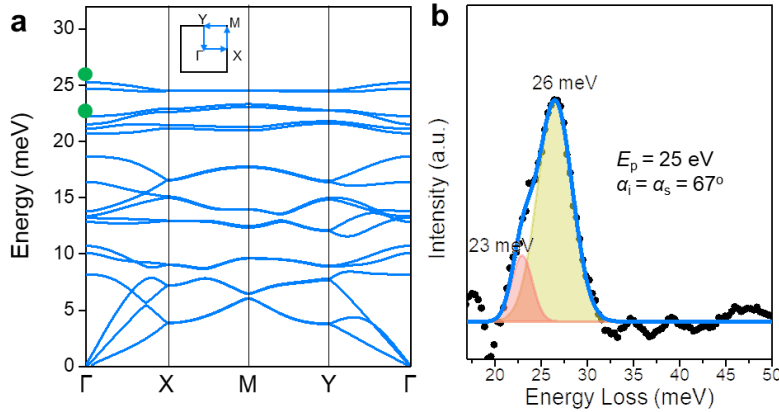 a
Y
M
Γ
X
30
25
20
15
10
5
0
Energy (meV)
Γ
X
M
Y
Γ
b
26 meV
23 meV
Eₚ = 25 eV
αᵢ = αₛ = 67º
Intensity (a.u.)
20
25
30
35
40
45
50
Energy Loss (meV)